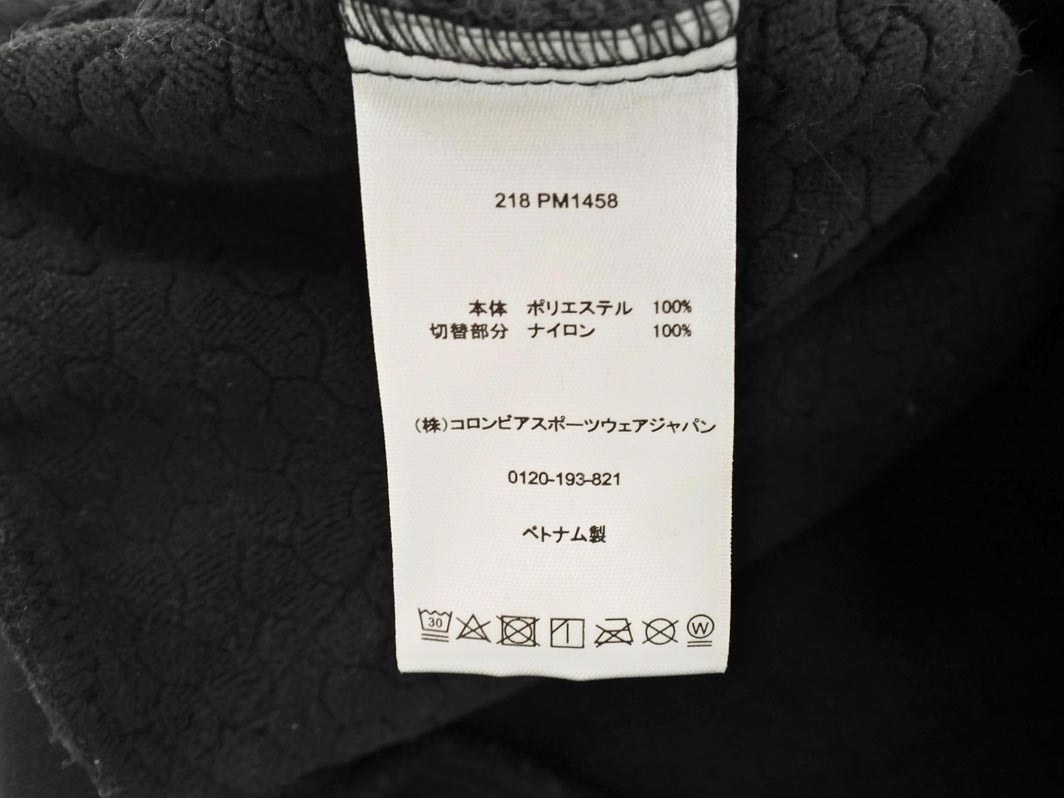 218 PM1458
本体 ポリエステル 100%
切替部分 ナイロン 100%
(株)コロンビアスポーツウェアジャパン
0120-193-821
ベトナム製
30 W